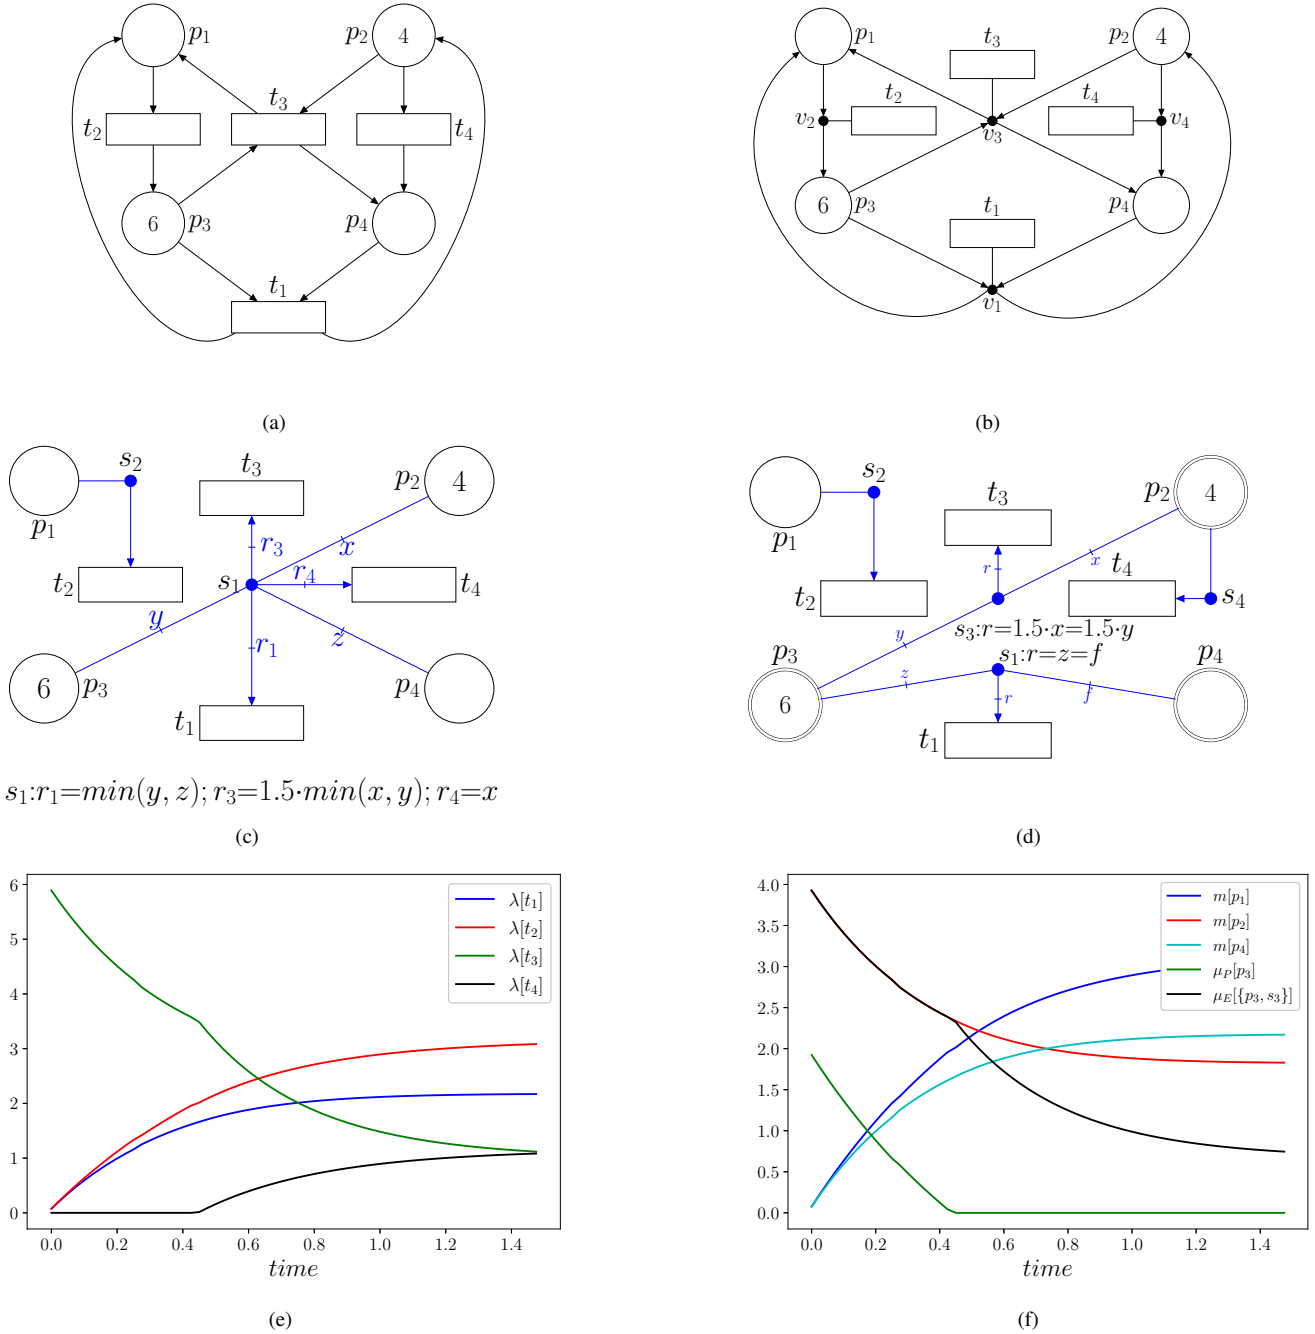 p1
p2
4
t3
t2
t4
6
p3
p4
t1
(a)
p1
t3
p2
4
t2
t4
v2
v3
v4
6
p3
t1
p4
v1
(b)
s2
t3
p2
4
p1
r3
x
t2
s1
r4
t4
y
r1
z
6
p3
p4
t1
s1:r1=min(y, z); r3=1.5·min(x, y); r4=x
(c)
s2
p2
4
p1
t3
r
x
t4
t2
s4
y
s3:r=1.5·x=1.5·y
p3
s1:r=z=f
p4
z
6
r
f
t1
(d)
6
5
4
3
2
1
0
λ[t1]
λ[t2]
λ[t3]
λ[t4]
0.0 0.2 0.4 0.6 0.8 1.0 1.2 1.4
time
(e)
4.0
3.5
3.0
2.5
2.0
1.5
1.0
0.5
0.0
m[p1]
m[p2]
m[p4]
μP[p3]
μE[{p3, s3}]
0.0 0.2 0.4 0.6 0.8 1.0 1.2 1.4
time
(f)